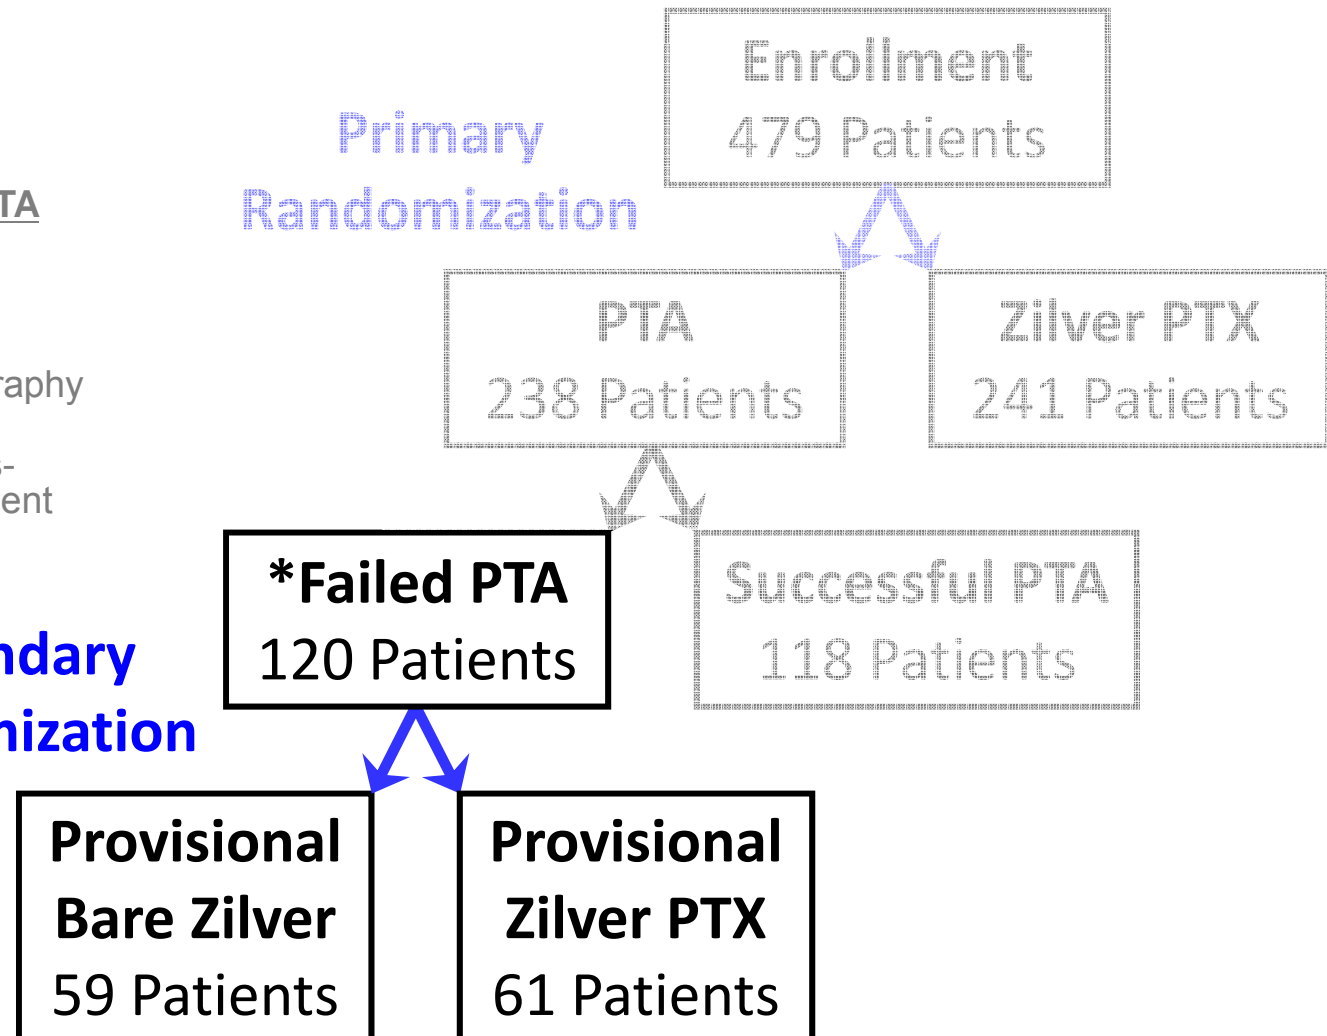 Enrollment
479 Patients
Primary
Randomization
TA
PTA
238 Patients
Zilver PTX
241 Patients
raphy
s-
ent
*Failed PTA
120 Patients
Successful PTA
118 Patients
ndary
nization
Provisional
Bare Zilver
59 Patients
Provisional
Zilver PTX
61 Patients